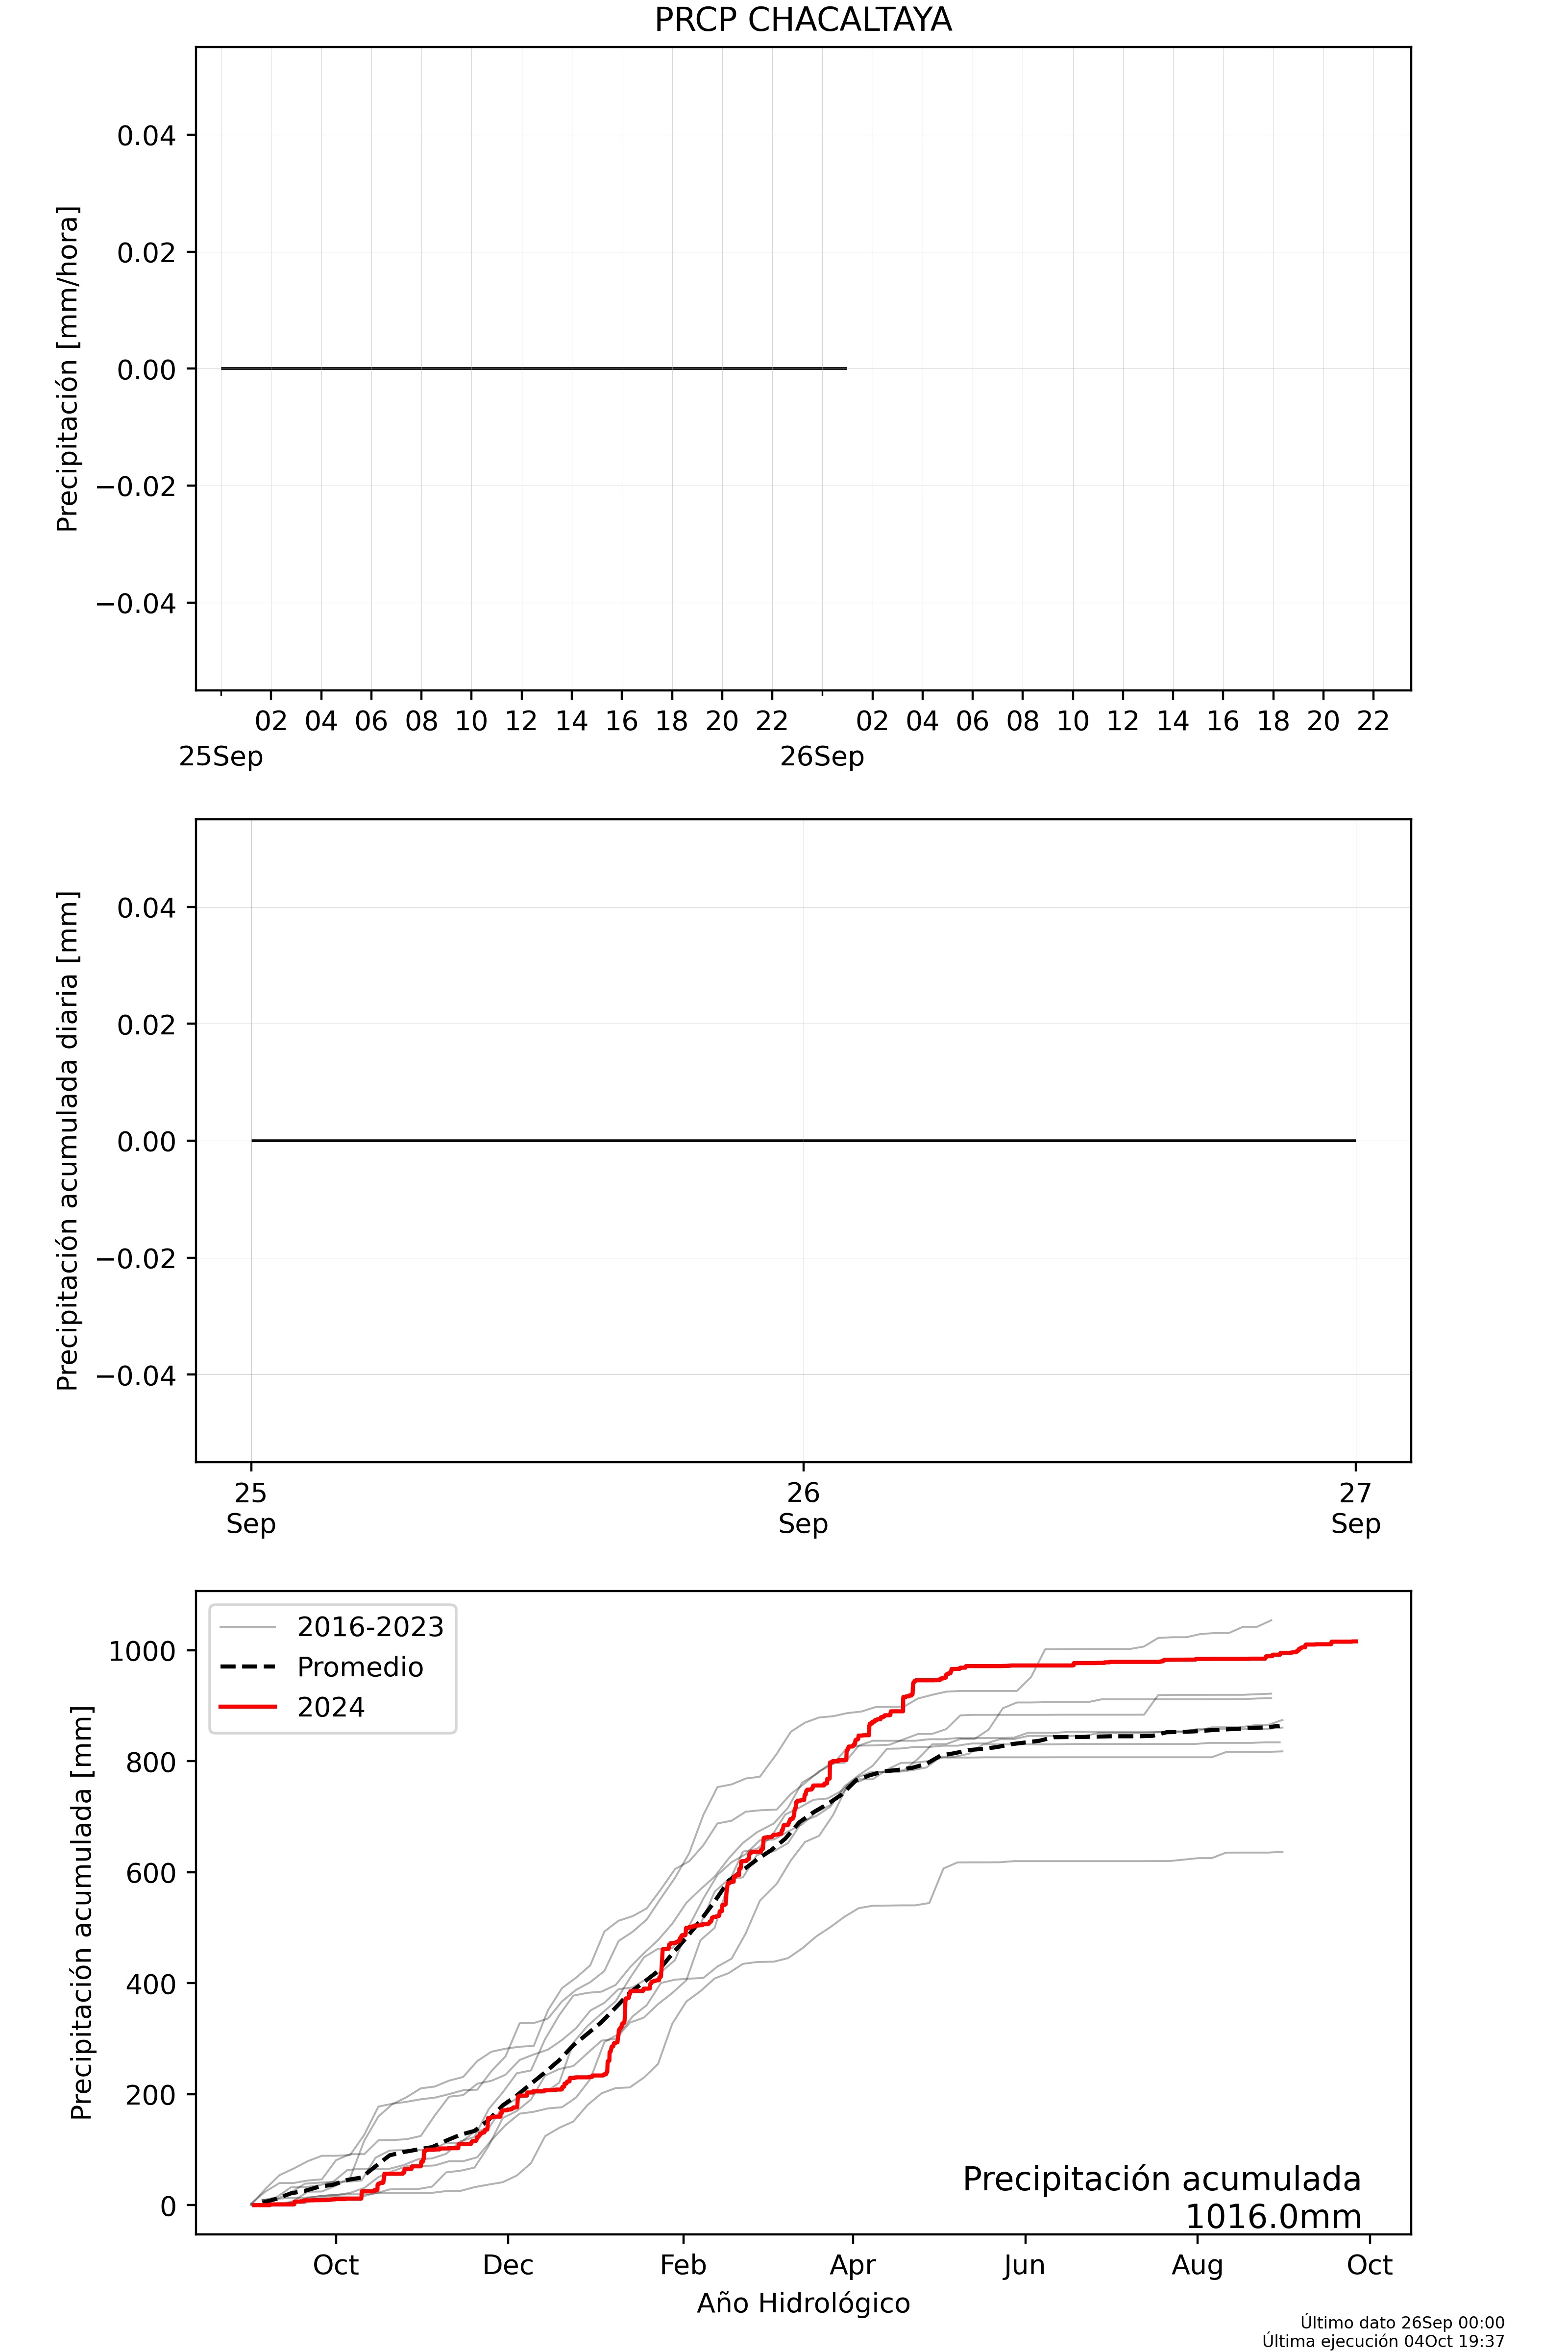 PRCP CHACALTAYA
Precipitación [mm/hora]
0.04
0.02
0.00
−0.02
−0.04
02 04 06 08 10 12 14 16 18 20 22 02 04 06 08 10 12 14 16 18 20 22
25Sep 26Sep
Precipitación acumulada diaria [mm]
0.04
0.02
0.00
−0.02
−0.04
25 26 27
Sep Sep Sep
Precipitación acumulada [mm]
1000
800
600
400
200
0
2016-2023
Promedio
2024
Precipitación acumulada
1016.0mm
Oct Dec Feb Apr Jun Aug Oct
Año Hidrológico
Último dato 26Sep 00:00
Última ejecución 04Oct 19:37